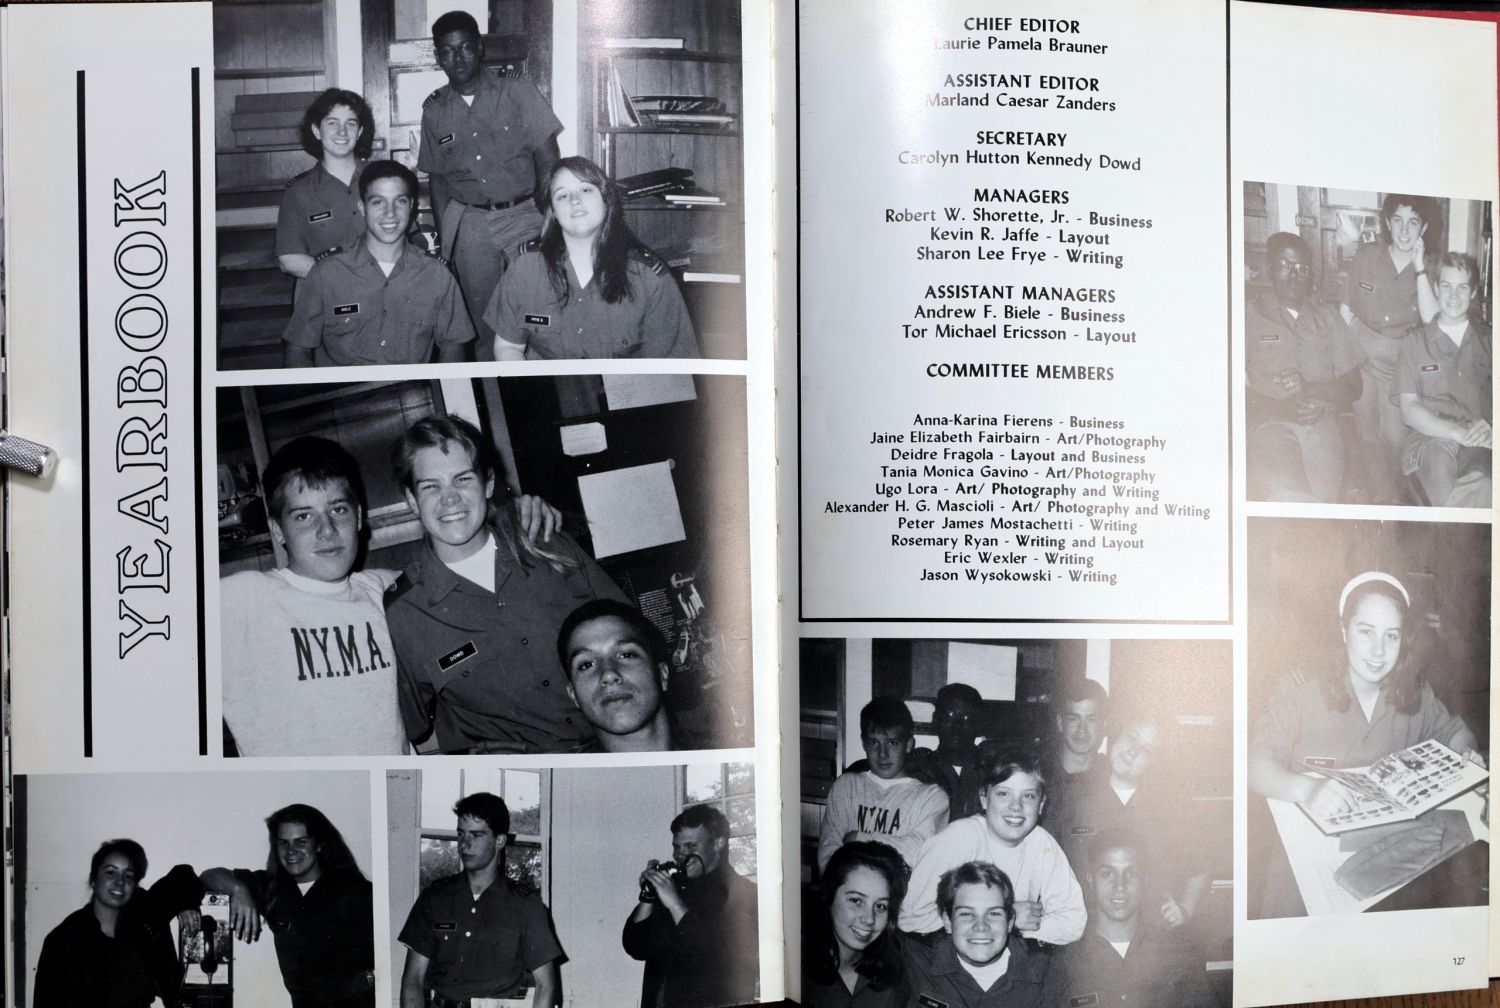 YEARBOOK
BIELE
N.Y.M.A.
DOWD
CHIEF EDITOR
Laurie Pamela Brauner
ASSISTANT EDITOR
Marland Caesar Zanders
SECRETARY
Carolyn Hutton Kennedy Dowd
MANAGERS
Robert W. Shorette, Jr. - Business
Kevin R. Jaffe - Layout
Sharon Lee Frye - Writing
ASSISTANT MANAGERS
Andrew F. Biele - Business
Tor Michael Ericsson - Layout
COMMITTEE MEMBERS
Anna-Karina Fierens - Business
Jaine Elizabeth Fairbairn - Art/Photography
Deidre Fragola - Layout and Business
Tania Monica Gavino - Art/Photography
Ugo Lora - Art/ Photography and Writing
Alexander H. G. Mascioli - Art/ Photography and Writing
Peter James Mostachetti - Writing
Rosemary Ryan - Writing and Layout
Eric Wexler - Writing
Jason Wysokowski - Writing
N.Y.M.A
DOWD
RYAN
127